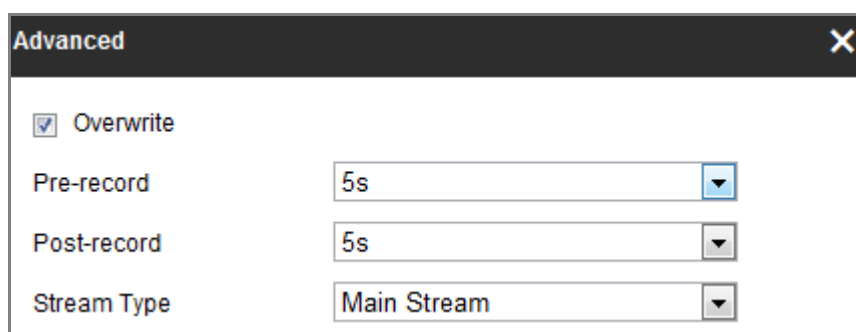 Advanced
Overwrite
Pre-record 5s
Post-record 5s
Stream Type Main Stream